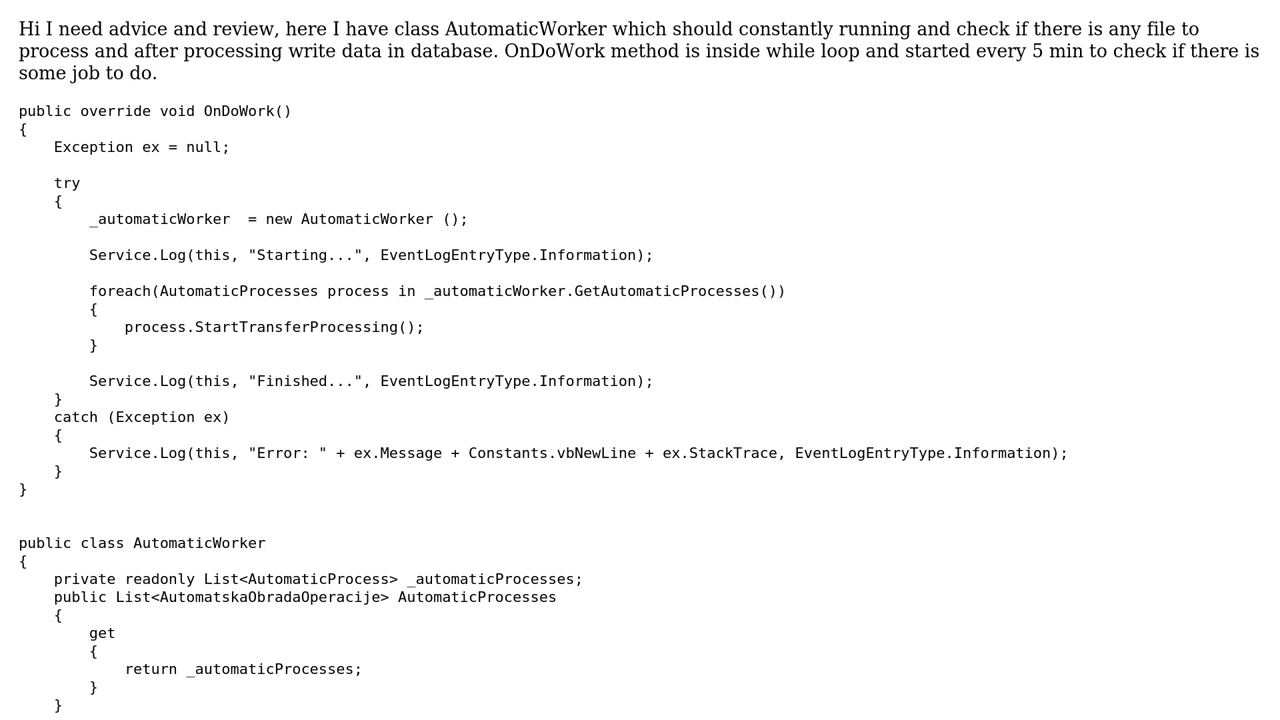 Hi I need advice and review, here I have class AutomaticWorker which should constantly running and check if there is any file to
process and after processing write data in database. OnDoWork method is inside while loop and started every 5 min to check if there is
some job to do.
public override void OnDoWork()
{
    Exception ex = null;
    try
    {
        _automaticWorker  = new AutomaticWorker ();
        Service.Log(this, "Starting...", EventLogEntryType.Information);
        foreach(AutomaticProcesses process in _automaticWorker.GetAutomaticProcesses())
        {
            process.StartTransferProcessing();
        }
        Service.Log(this, "Finished...", EventLogEntryType.Information);
    }
    catch (Exception ex)
    {
        Service.Log(this, "Error: " + ex.Message + Constants.vbNewLine + ex.StackTrace, EventLogEntryType.Information);
    }
}
public class AutomaticWorker
{
    private readonly List<AutomaticProcess> _automaticProcesses;
    public List<AutomatskaObradaOperacije> AutomaticProcesses
    {
        get
        {
            return _automaticProcesses;
        }
    }